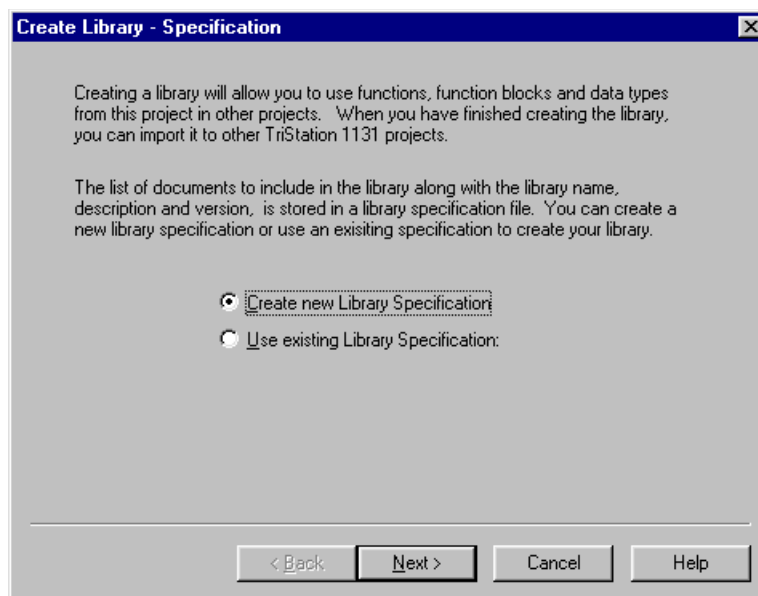 Create Library - Specification
Creating a library will allow you to use functions, function blocks and data types
from this project in other projects. When you have finished creating the library,
you can import it to other TriStation 1131 projects.
The list of documents to include in the library along with the library name,
description and version, is stored in a library specification file. You can create a
new library specification or use an exisiting specification to create your library.
Create new Library Specification
Use existing Library Specification:
< Back Next > Cancel Help